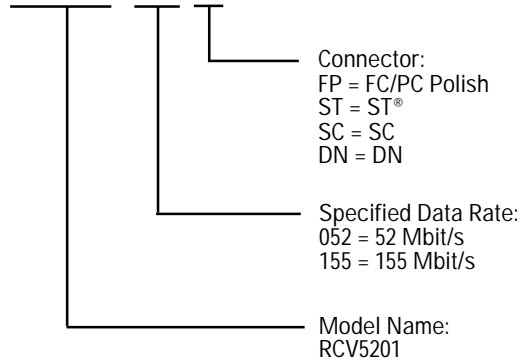 Connector:
FP = FC/PC Polish
ST = ST®
SC = SC
DN = DN
Specified Data Rate:
052 = 52 Mbit/s
155 = 155 Mbit/s
Model Name:
RCV5201